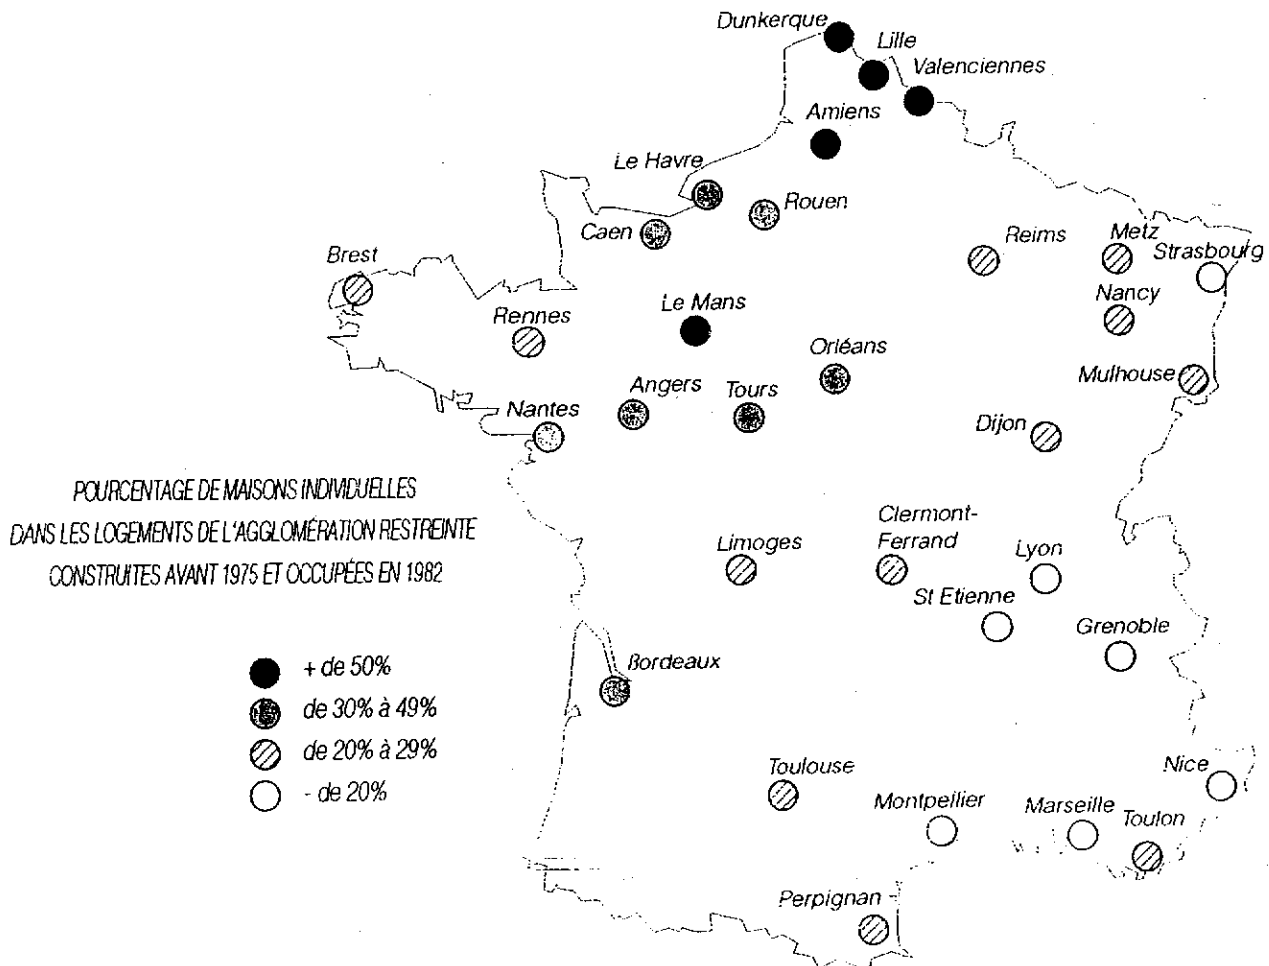 Dunkerque
Lille
Valenciennes
Amiens
Le Havre
Rouen
Caen
Reims
Metz
Strasbourg
Brest
Nancy
Rennes
Le Mans
Orléans
Mulhouse
Angers
Tours
Nantes
Dijon
POURCENTAGE DE MAISONS INDIVIDUELLES
DANS LES LOGEMENTS DE L'AGGLOMÉRATION RESTREINTE
CONSTRUITES AVANT 1975 ET OCCUPÉES EN 1982
Clermont-
Ferrand
Limoges
Lyon
St Etienne
Grenoble
Bordeaux
+ de 50%
de 30% à 49%
de 20% à 29%
- de 20%
Toulouse
Montpellier
Marseille
Toulon
Nice
Perpignan